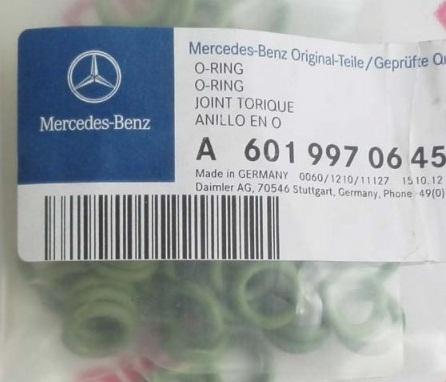 Mercedes-Benz
Mercedes-Benz Original-Teile/Geprüfte
O-RING
O-RING
JOINT TORIQUE
ANILLO EN O
A 601 997 06 45
Made in GERMANY 0060/1210/11127 15.10.12
Daimler AG, 70546 Stuttgart, Germany, Phone +49(0)